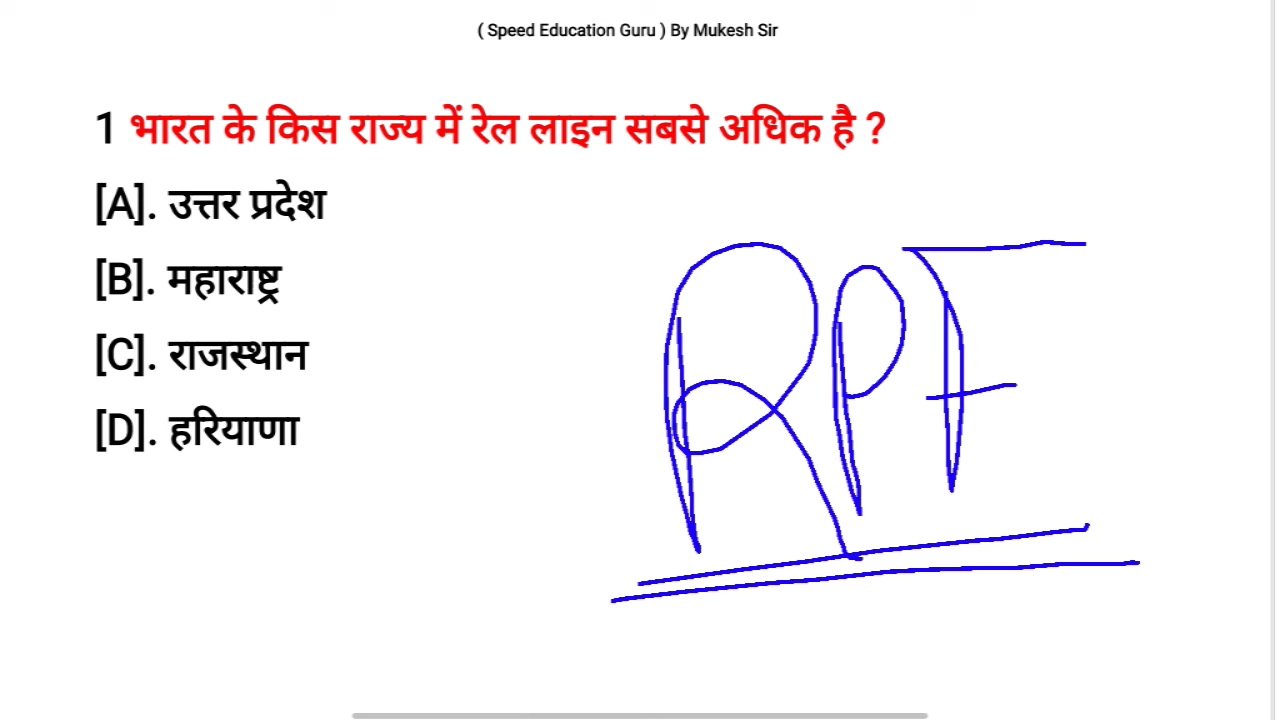 ( Speed Education Guru ) By Mukesh Sir
1 भारत के किस राज्य में रेल लाइन सबसे अधिक है ?
[A]. उत्तर प्रदेश
[B]. महाराष्ट्र
[C]. राजस्थान
[D]. हरियाणा
RPF